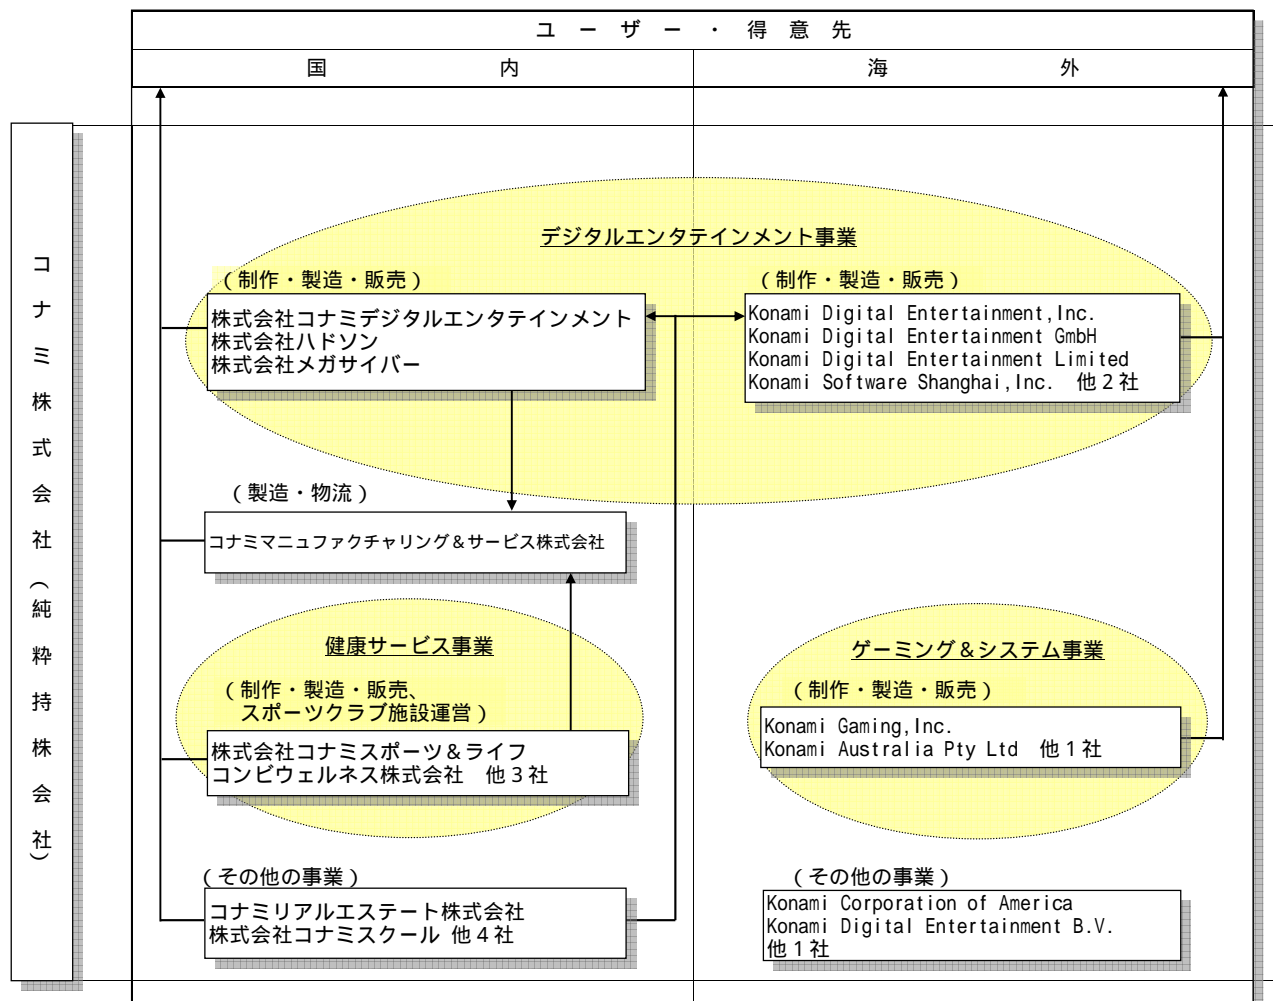 ユ ー ザ ー ・ 得 意 先
国 内
海 外
コナミ株式会社(純粋持株会社)
デジタルエンタテインメント事業
(制作・製造・販売)
株式会社コナミデジタルエンタテインメント
株式会社ハドソン
株式会社メガサイバー
(制作・製造・販売)
Konami Digital Entertainment,Inc.
Konami Digital Entertainment GmbH
Konami Digital Entertainment Limited
Konami Software Shanghai,Inc. 他2社
(製造・物流)
コナミマニュファクチャリング&サービス株式会社
健康サービス事業
(制作・製造・販売、
スポーツクラブ施設運営)
株式会社コナミスポーツ&ライフ
コンビウェルネス株式会社 他3社
ゲーミング&システム事業
(制作・製造・販売)
Konami Gaming,Inc.
Konami Australia Pty Ltd 他1社
(その他の事業)
コナミリアルエステート株式会社
株式会社コナミスクール 他4社
(その他の事業)
Konami Corporation of America
Konami Digital Entertainment B.V.
他1社